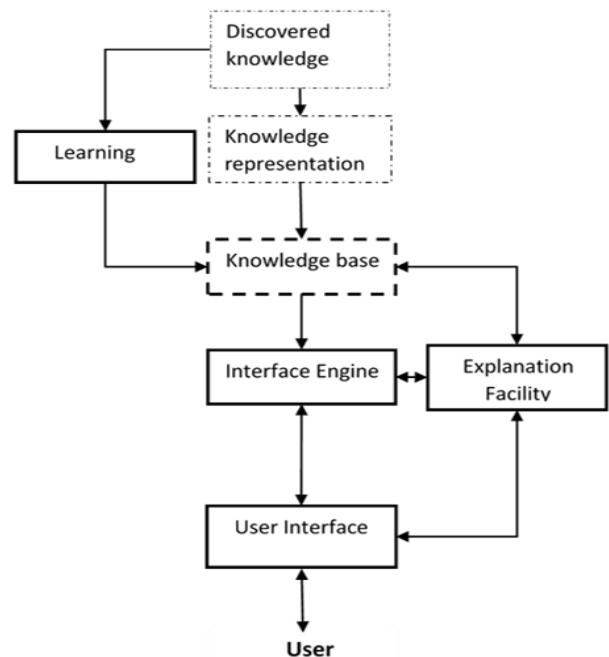 Discovered
knowledge
Learning
Knowledge
representation
Knowledge base
Interface Engine
Explanation
Facility
User Interface
User